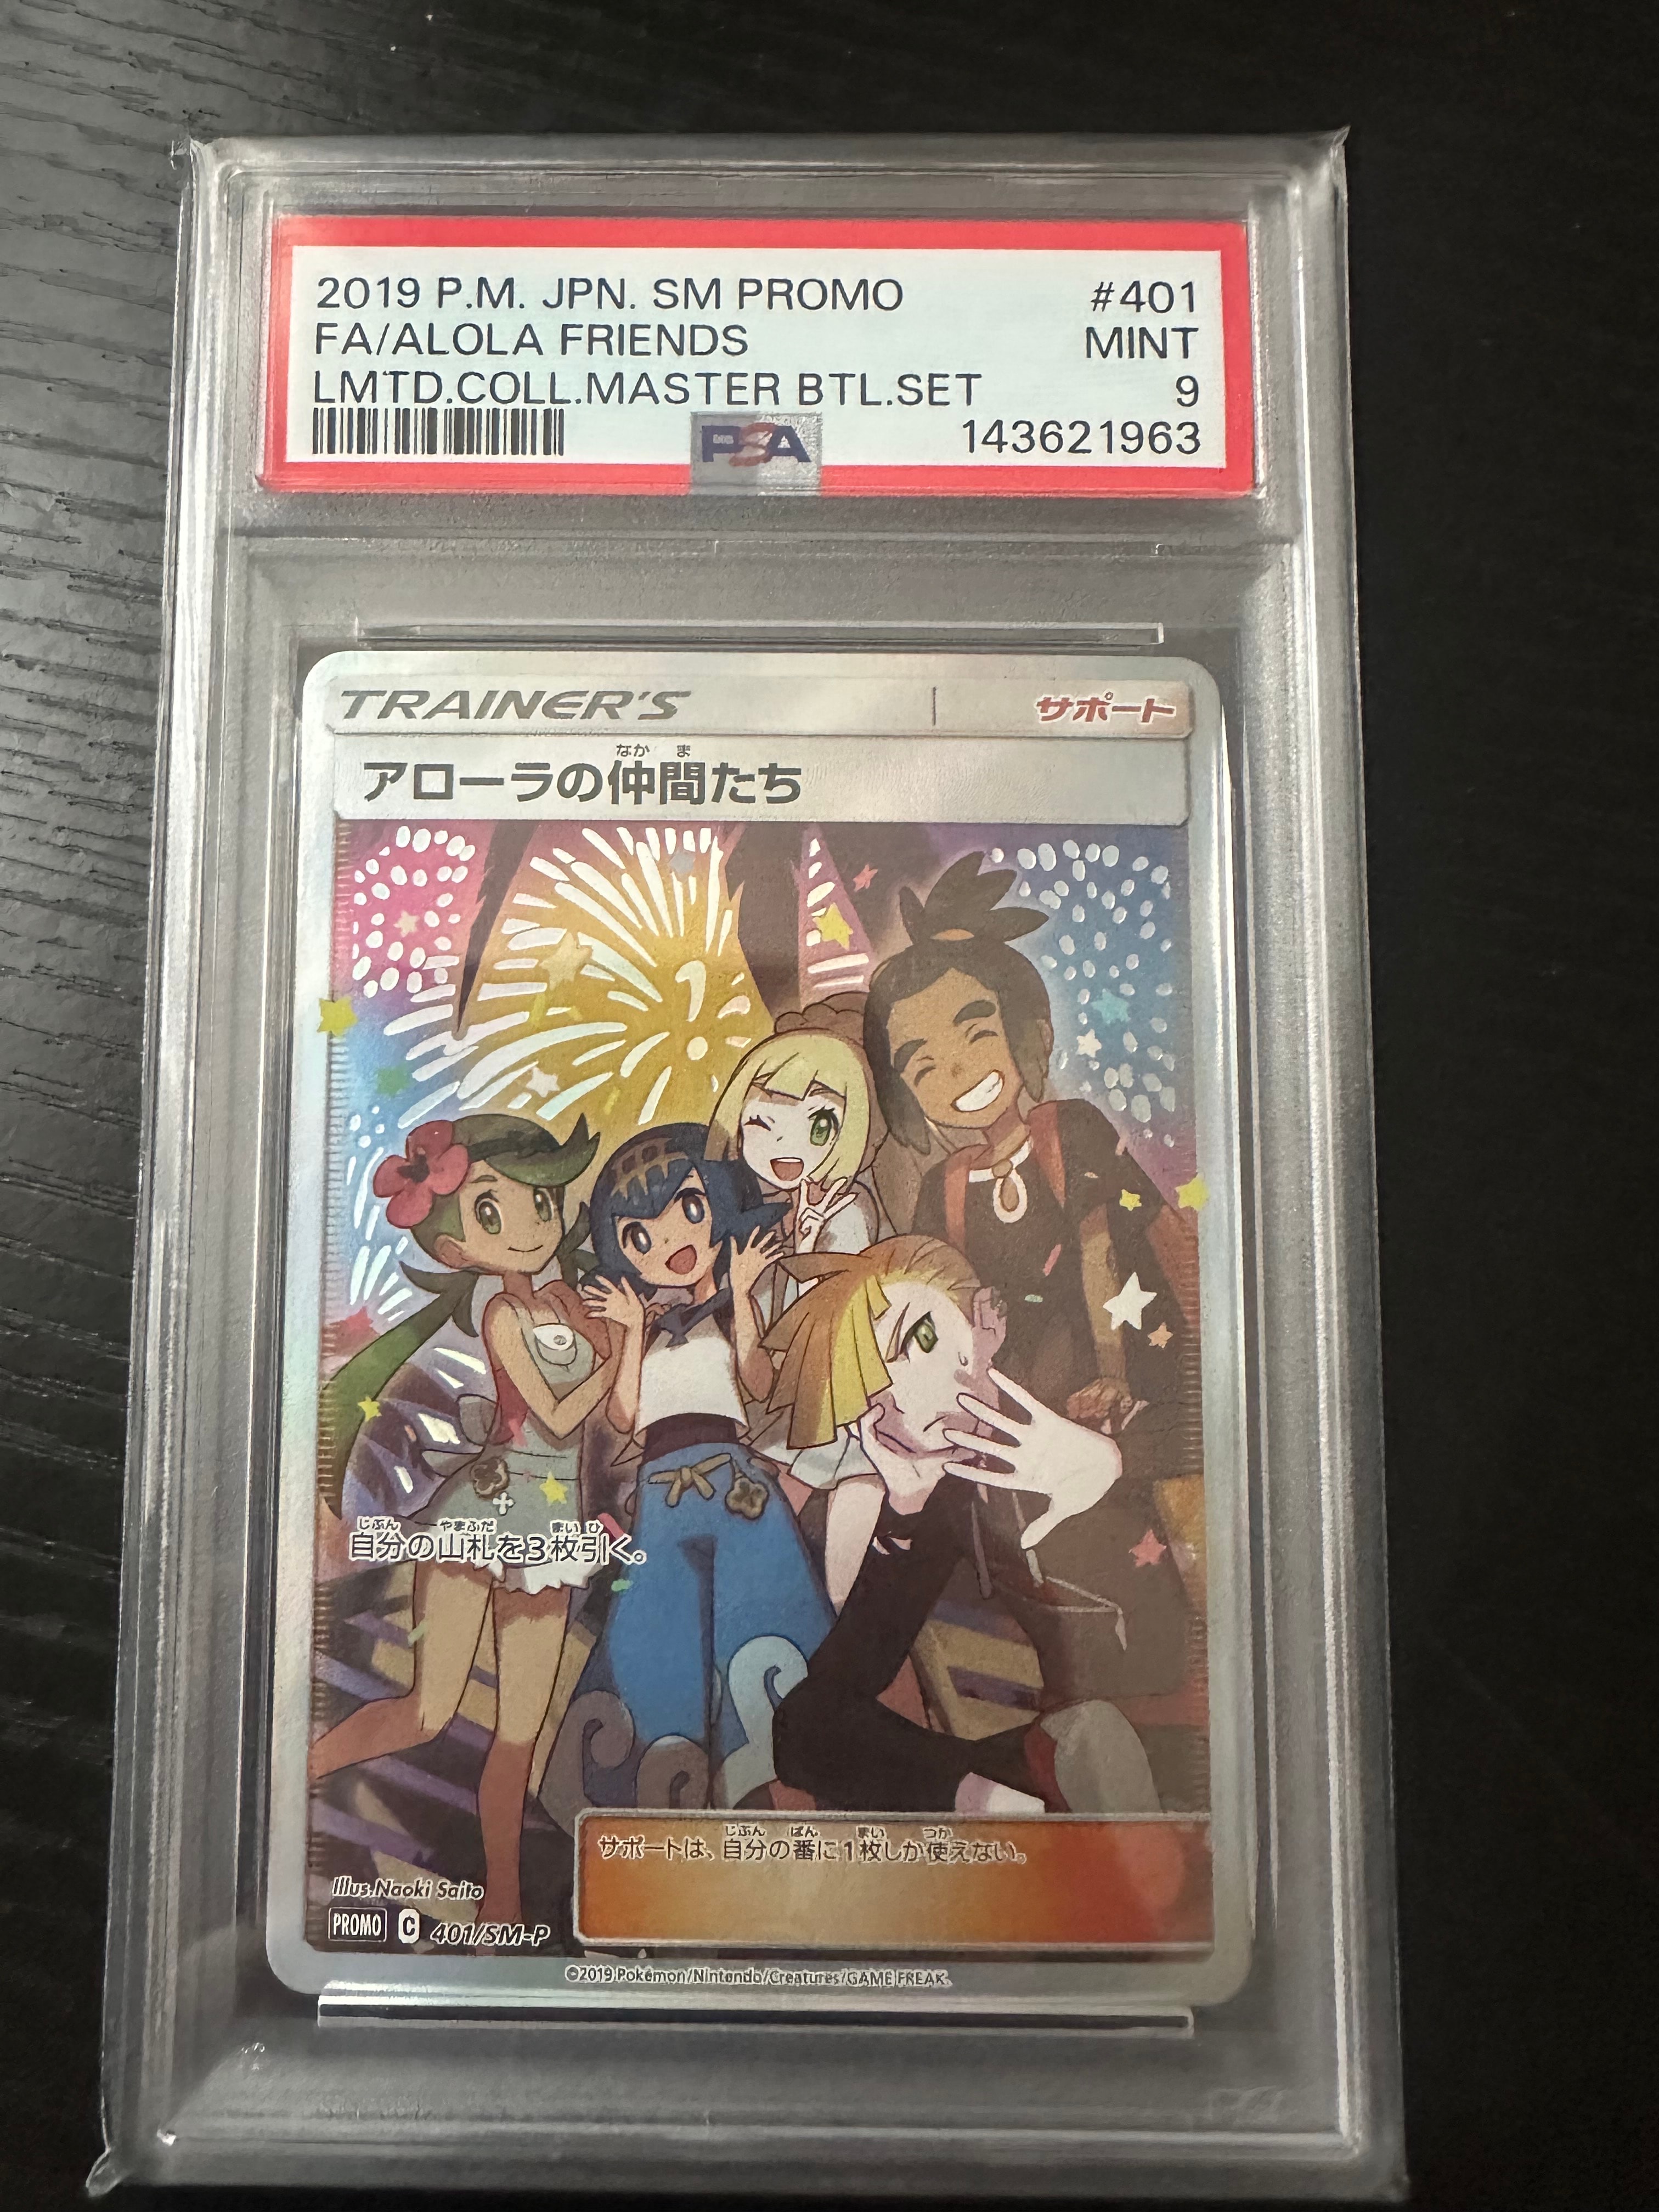 2019 P.M. JPN. SM PROMO #401
FA/ALOLA FRIENDS MINT
LMTD.COLL.MASTER BTL.SET 9
PSA 143621963
TRAINER'S サポート
なかま
アローラの仲間たち
じぶん やまふだ まい ひ
自分の山札を3枚引く。
じぶん ばん まい つか
サポートは、自分の番に1枚しか使えない。
Illus.Naoki Saito
PROMO C 401/SM-P
©2019 Pokémon/Nintendo/Creatures/GAME FREAK.